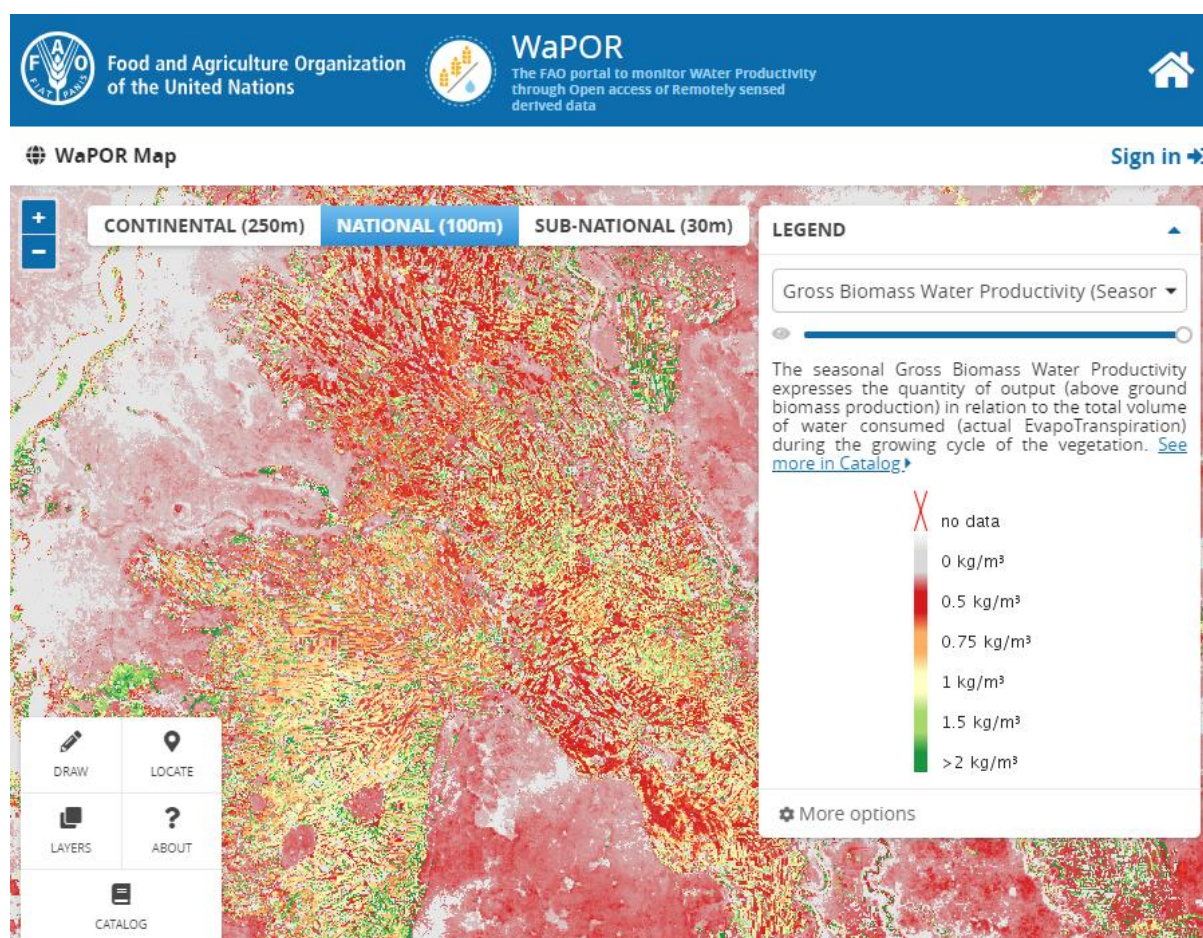 FAO
FIAT PANIS
Food and Agriculture Organization
of the United Nations
WaPOR
The FAO portal to monitor WAter Productivity
through Open access of Remotely sensed
derived data
WaPOR Map
Sign in
+
−
CONTINENTAL (250m)
NATIONAL (100m)
SUB-NATIONAL (30m)
LEGEND
Gross Biomass Water Productivity (Seasor
The seasonal Gross Biomass Water Productivity
expresses the quantity of output (above ground
biomass production) in relation to the total volume
of water consumed (actual EvapoTranspiration)
during the growing cycle of the vegetation. See
more in Catalog
no data
0 kg/m³
0.5 kg/m³
0.75 kg/m³
1 kg/m³
1.5 kg/m³
>2 kg/m³
More options
DRAW
LOCATE
LAYERS
?
ABOUT
CATALOG